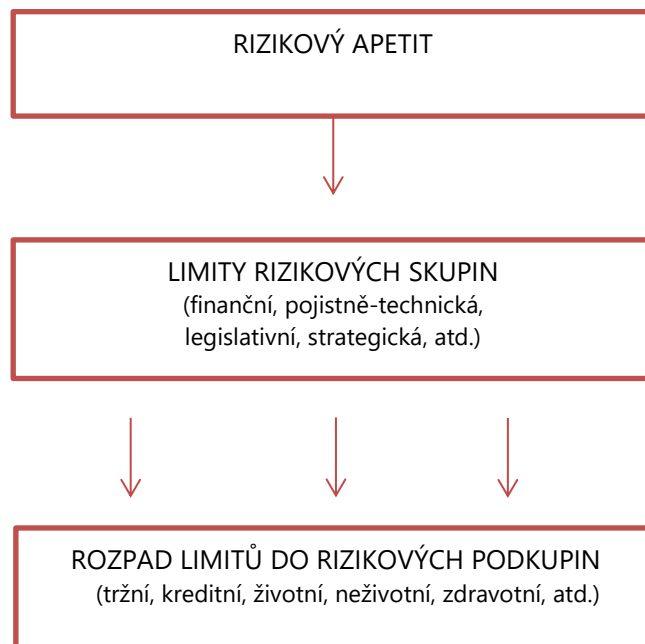 RIZIKOVÝ APETIT
LIMITY RIZIKOVÝCH SKUPIN
(finanční, pojistně-technická,
legislativní, strategická, atd.)
ROZPAD LIMITŮ DO RIZIKOVÝCH PODKUPIN
(tržní, kreditní, životní, neživotní, zdravotní, atd.)